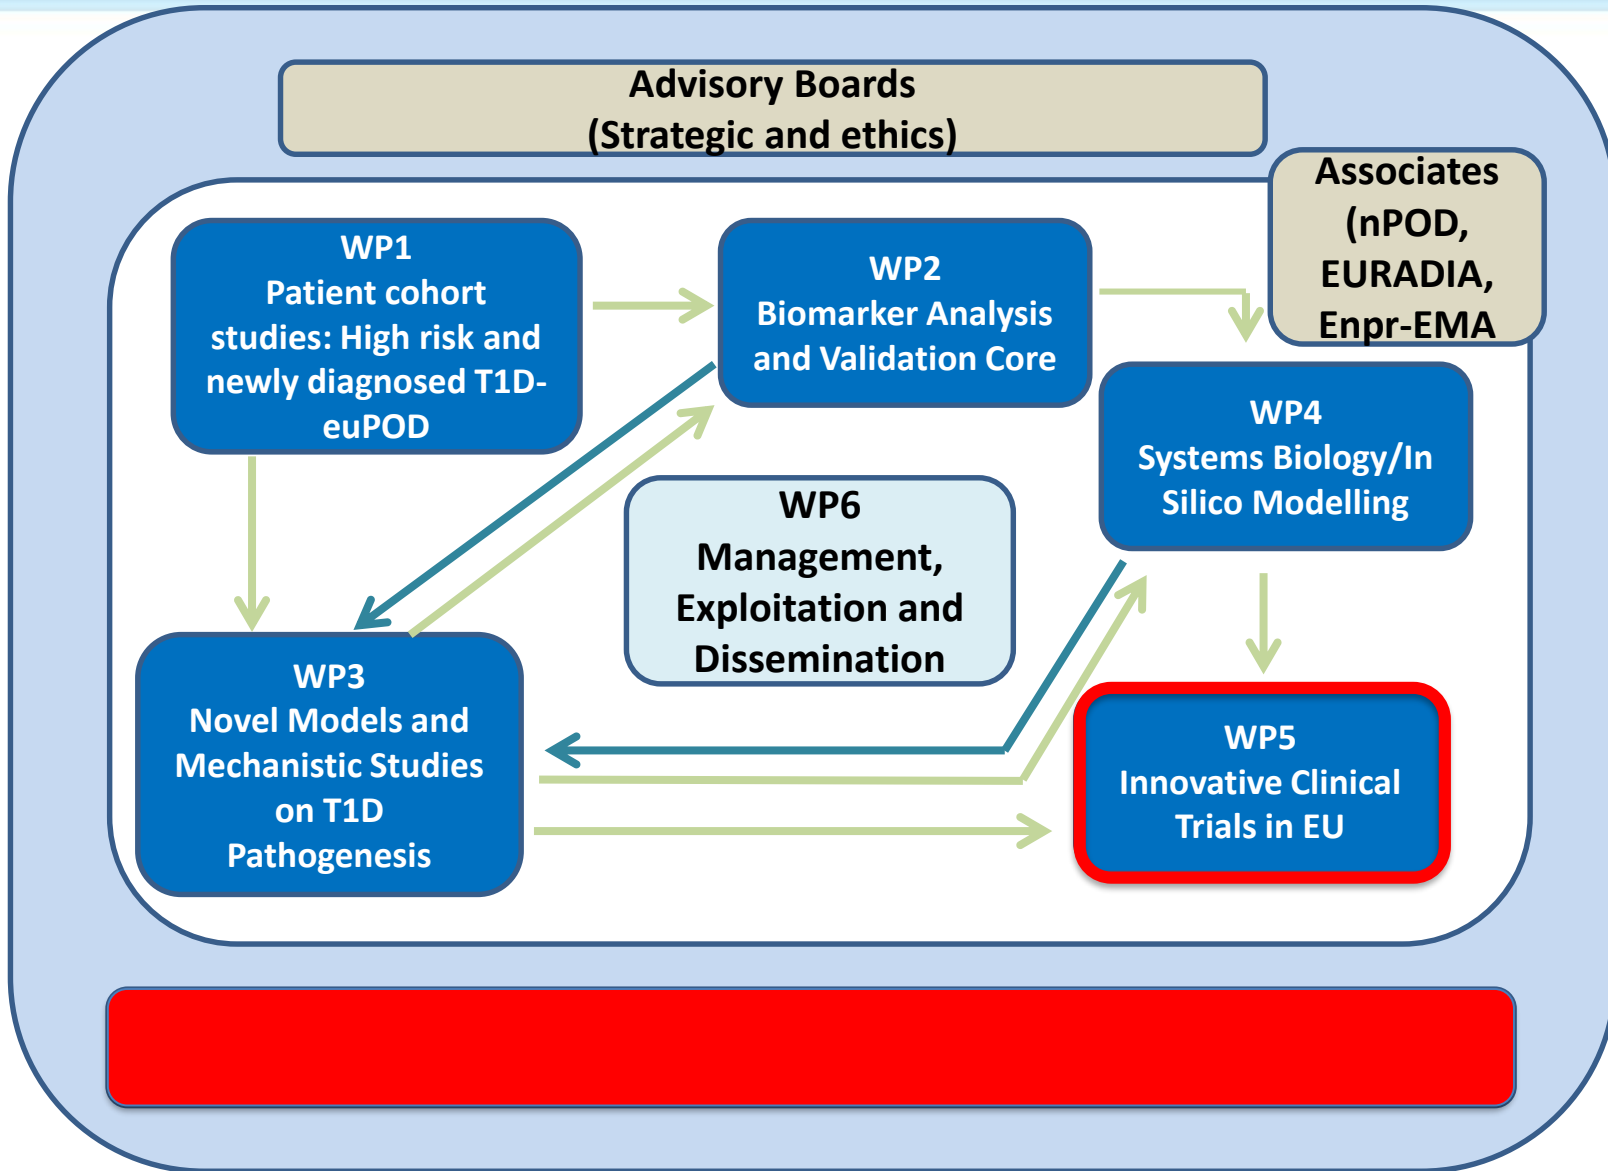 Advisory Boards
(Strategic and ethics)
Associates
(nPOD,
EURADIA,
Enpr-EMA
WP1
Patient cohort
studies: High risk and
newly diagnosed T1D-
euPOD
WP2
Biomarker Analysis
and Validation Core
WP4
Systems Biology/In
Silico Modelling
WP6
Management,
Exploitation and
Dissemination
WP3
Novel Models and
Mechanistic Studies
on T1D
Pathogenesis
WP5
Innovative Clinical
Trials in EU